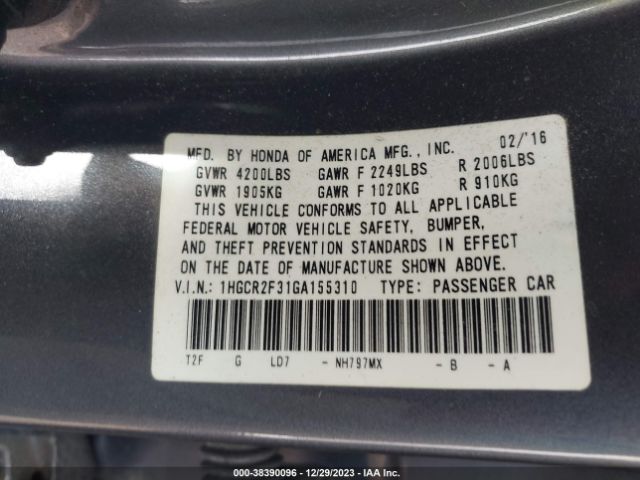 MFD. BY HONDA OF AMERICA MFG., INC. 02/'16
GVWR 4200LBS GAWR F 2249LBS R 2006LBS
GVWR 1905KG GAWR F 1020KG R 910KG
THIS VEHICLE CONFORMS TO ALL APPLICABLE
FEDERAL MOTOR VEHICLE SAFETY, BUMPER,
AND THEFT PREVENTION STANDARDS IN EFFECT
ON THE DATE OF MANUFACTURE SHOWN ABOVE.
V.I.N.: 1HGCR2F31GA155310 TYPE: PASSENGER CAR
T2F G LD7 - NH797MX - B - A
000-38390096 - 12/29/2023 - IAA Inc.